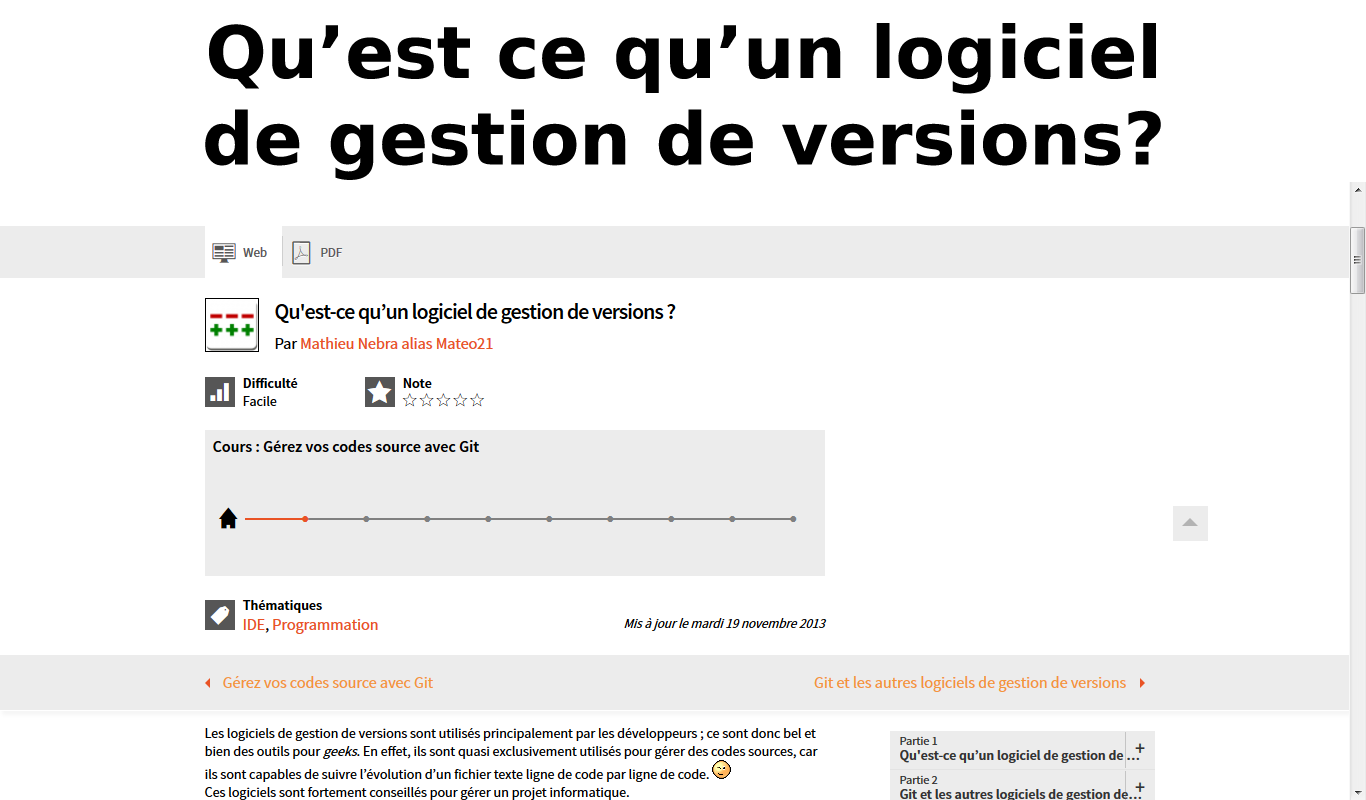 Qu’est ce qu’un logiciel
de gestion de versions?
Web
PDF
Qu'est-ce qu’un logiciel de gestion de versions ?
Par Mathieu Nebra alias Mateo21
Difficulté
Facile
Note
Cours : Gérez vos codes source avec Git
Thématiques
IDE, Programmation
Mis à jour le mardi 19 novembre 2013
Gérez vos codes source avec Git
Git et les autres logiciels de gestion de versions
Les logiciels de gestion de versions sont utilisés principalement par les développeurs ; ce sont donc bel et
bien des outils pour geeks. En effet, ils sont quasi exclusivement utilisés pour gérer des codes sources, car
ils sont capables de suivre l’évolution d’un fichier texte ligne de code par ligne de code.
Ces logiciels sont fortement conseillés pour gérer un projet informatique.
Partie 1
Qu'est-ce qu’un logiciel de gestion de ...
+
Partie 2
Git et les autres logiciels de gestion de...
+